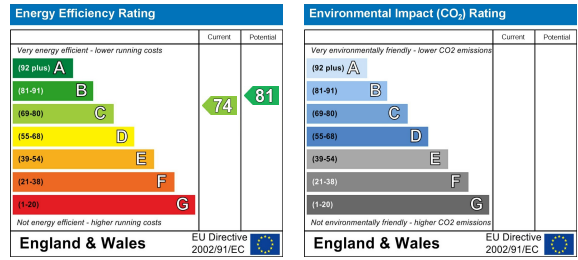 Energy Efficiency Rating
Current Potential
Very energy efficient - lower running costs
(92 plus) A
(81-91) B
(69-80) C
(55-68) D
(39-54) E
(21-38) F
(1-20) G
74
81
Not energy efficient - higher running costs
England & Wales
EU Directive
2002/91/EC
Environmental Impact (CO₂) Rating
Current Potential
Very environmentally friendly - lower CO2 emissions
(92 plus) A
(81-91) B
(69-80) C
(55-68) D
(39-54) E
(21-38) F
(1-20) G
Not environmentally friendly - higher CO2 emissions
England & Wales
EU Directive
2002/91/EC